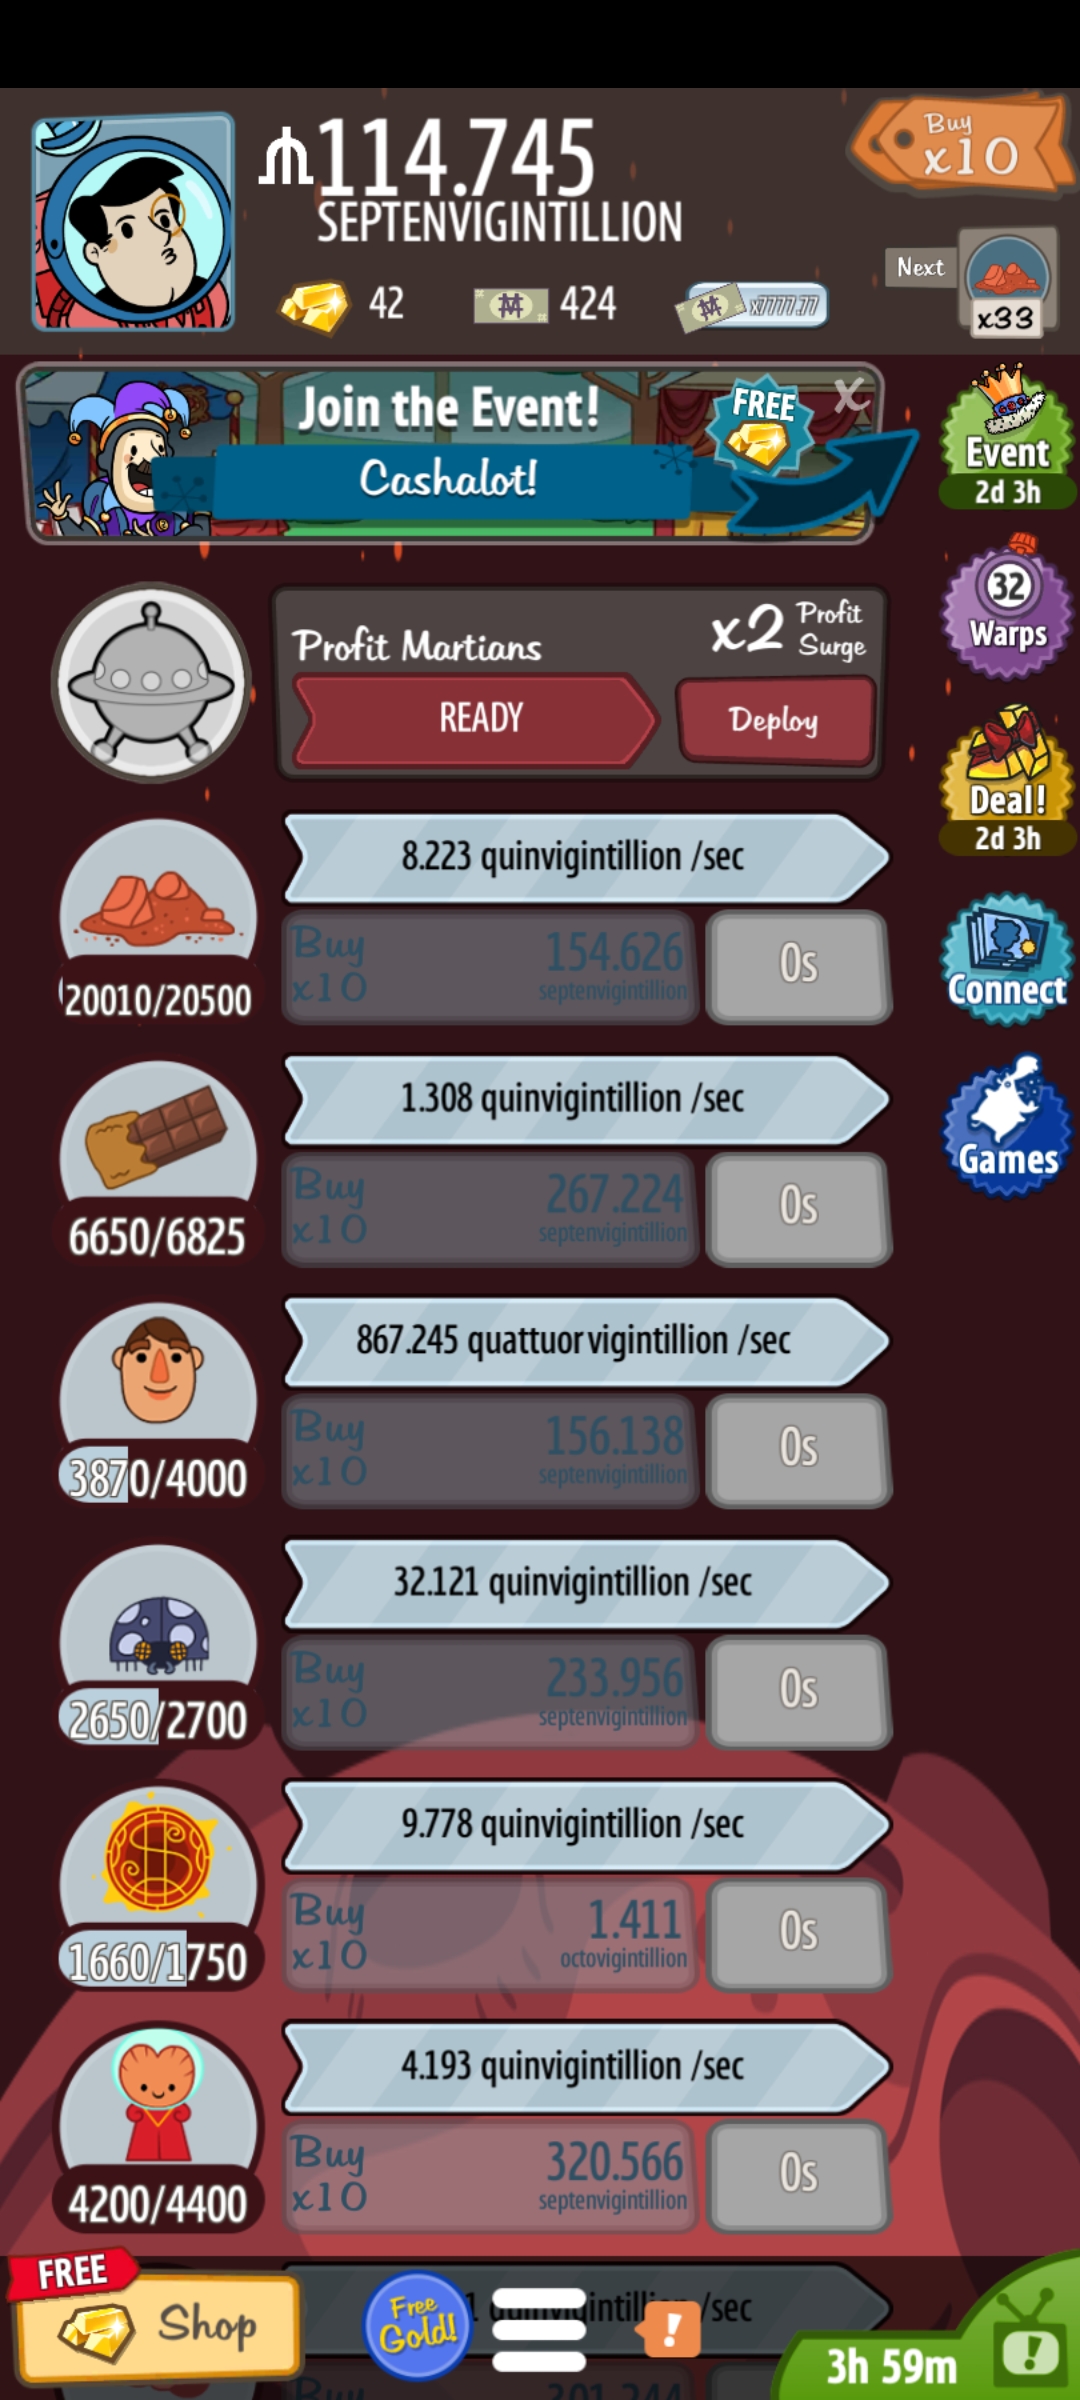 114.745
SEPTENVIGINTILLION
Buy
x10
42
424
x7777.77
Next
x33
Join the Event!
Cashalot!
FREE
X
Event
2d 3h
32
Warps
Profit Martians
x2 Profit Surge
READY
Deploy
Deal!
2d 3h
8.223 quinvigintillion /sec
Buy x10
154.626
septenvigintillion
0s
20010/20500
Connect
1.308 quinvigintillion /sec
Buy x10
267.224
septenvigintillion
0s
6650/6825
Games
867.245 quattuorvigintillion /sec
Buy x10
156.138
septenvigintillion
0s
3870/4000
32.121 quinvigintillion /sec
Buy x10
233.956
septenvigintillion
0s
2650/2700
9.778 quinvigintillion /sec
Buy x10
1.411
octovigintillion
0s
1660/1750
4.193 quinvigintillion /sec
Buy x10
320.566
septenvigintillion
0s
4200/4400
FREE
Shop
Free
Gold!
/sec
!
3h 59m
!
Buy
301.244